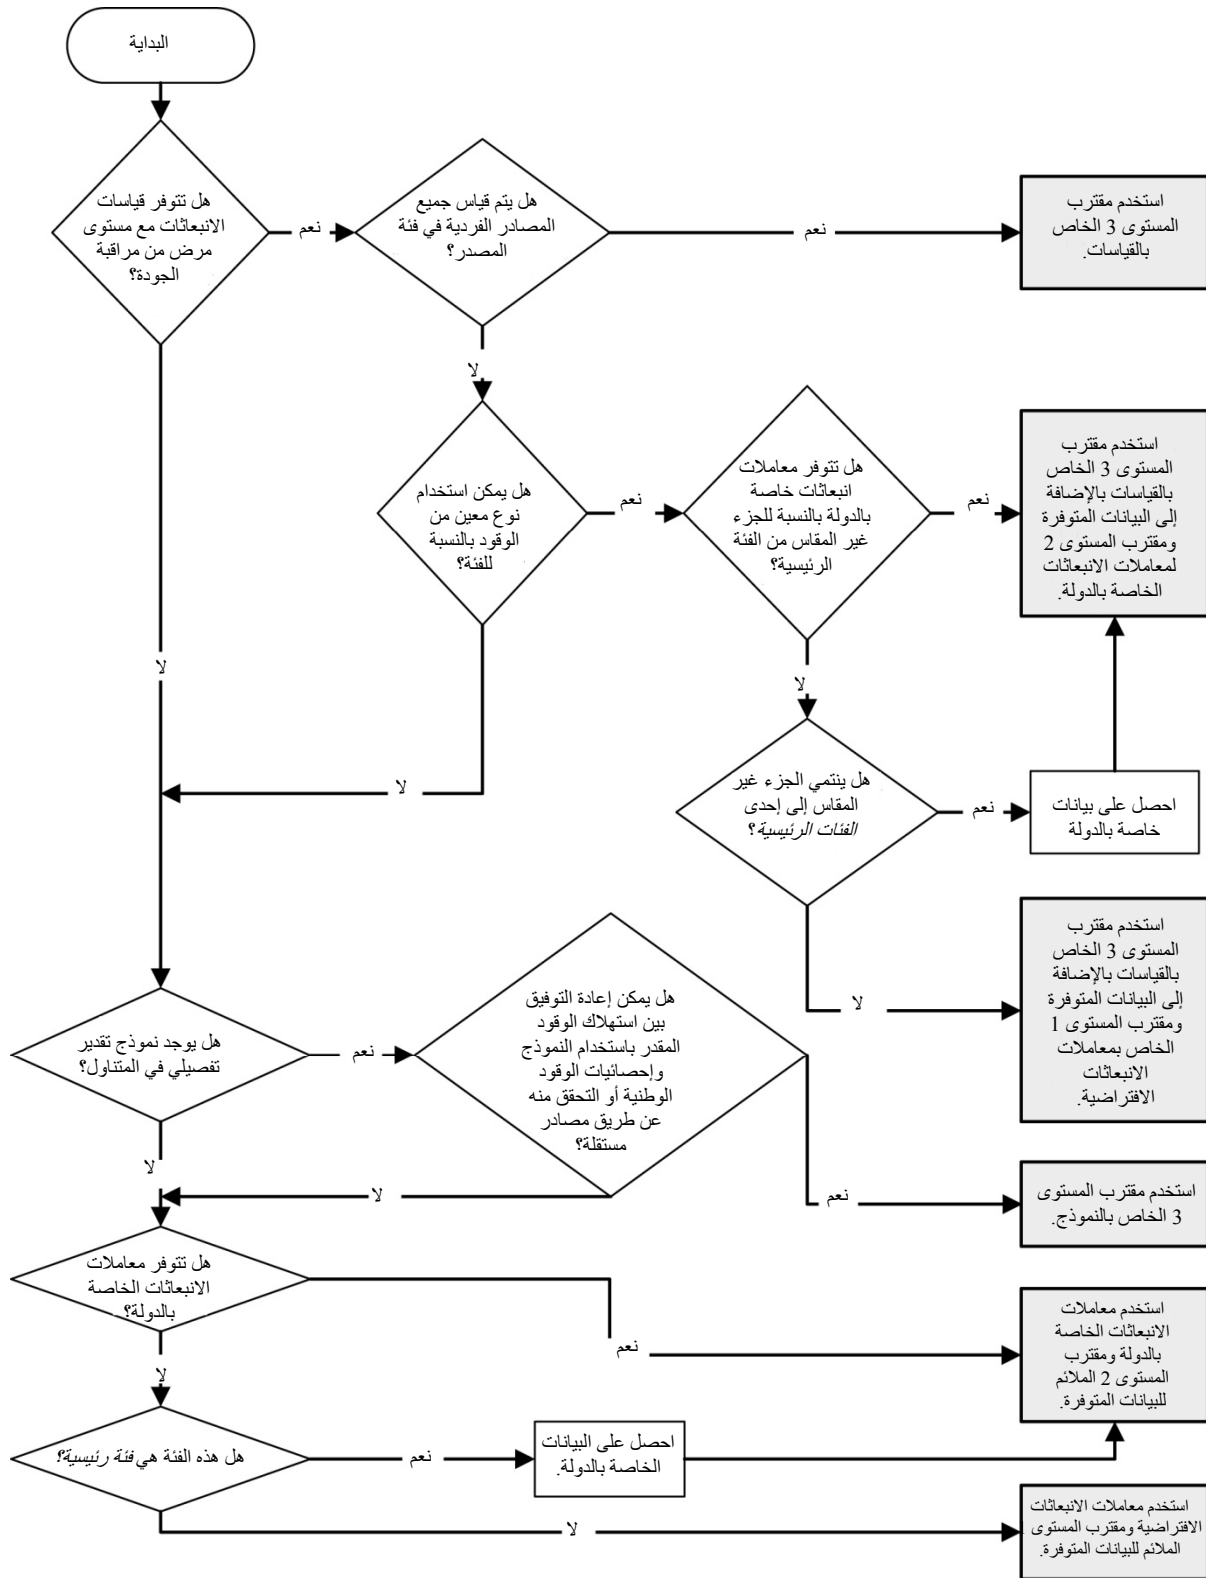 البداية
هل تتوفر قياسات
الانبعاثات مع مستوى
مرض من مراقبة
الجودة؟
نعم
هل يتم قياس جميع
المصادر الفردية في فئة
المصدر؟
نعم
استخدم مقترب
المستوى 3 الخاص
بالقياسات.
لا
هل يمكن استخدام
نوع معين من
الوقود بالنسبة
للفئة؟
نعم
هل تتوفر معاملات
انبعاثات خاصة
بالدولة بالنسبة للجزء
غير المقاس من الفئة
الرئيسية؟
نعم
استخدم مقترب
المستوى 3 الخاص
بالقياسات بالإضافة
إلى البيانات المتوفرة
ومقترب المستوى 2
لمعاملات الانبعاثات
الخاصة بالدولة.
لا
لا
لا
هل ينتمي الجزء غير
المقاس إلى إحدى
الفئات الرئيسية؟
نعم
احصل على بيانات
خاصة بالدولة
لا
استخدم مقترب
المستوى 3 الخاص
بالقياسات بالإضافة
إلى البيانات المتوفرة
ومقترب المستوى 1
الخاص بمعاملات
الانبعاثات
الافتراضية.
هل يوجد نموذج تقدير
تفصيلي في المتناول؟
نعم
هل يمكن إعادة التوفيق
بين استهلاك الوقود
المقدر باستخدام النموذج
وإحصائيات الوقود
الوطنية أو التحقق منه
عن طريق مصادر
مستقلة؟
نعم
استخدم مقترب المستوى
3 الخاص بالنموذج.
لا
لا
هل تتوفر معاملات
الانبعاثات الخاصة
بالدولة؟
نعم
استخدم معاملات
الانبعاثات الخاصة
بالدولة ومقترب
المستوى 2 الملائم
للبيانات المتوفرة.
لا
هل هذه الفئة هي فئة رئيسية؟
نعم
احصل على البيانات
الخاصة بالدولة.
لا
استخدم معاملات الانبعاثات
الافتراضية ومقترب المستوى 1
الملائم للبيانات المتوفرة.